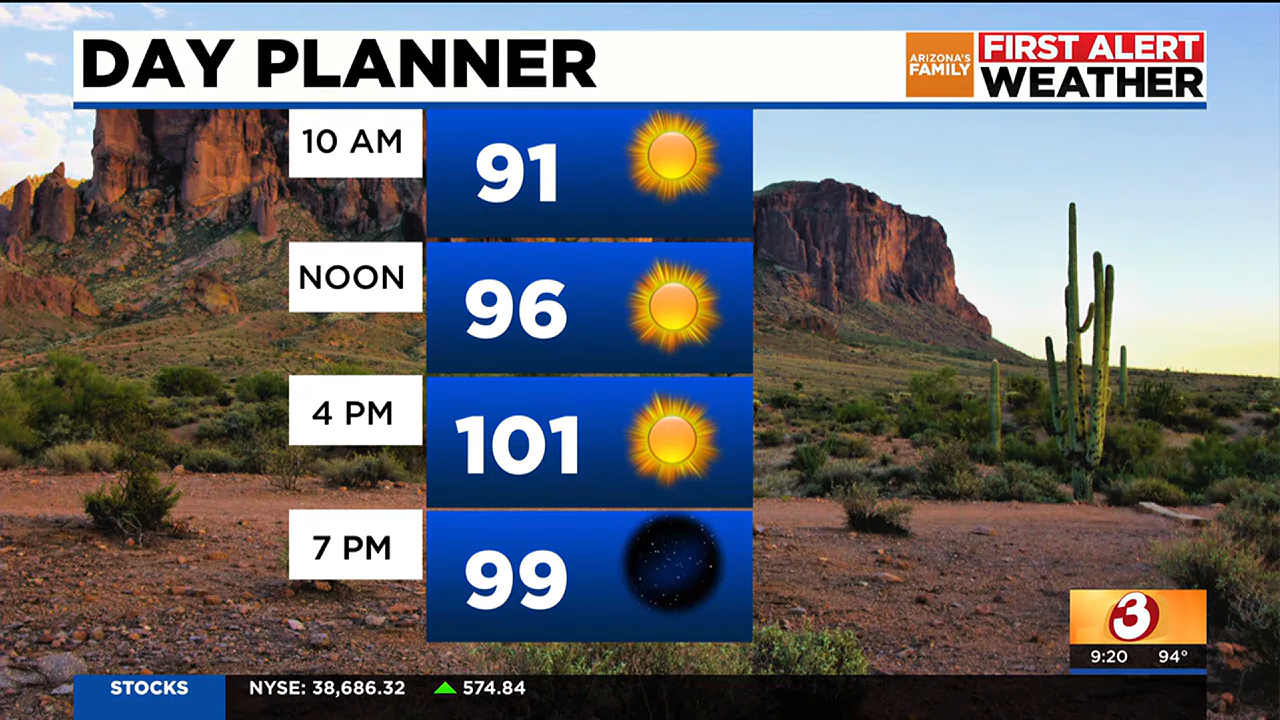 DAY PLANNER
ARIZONA'S
FAMILY
FIRST ALERT
WEATHER
10 AM
91
NOON
96
4 PM
101
7 PM
99
3
9:20 94°
STOCKS NYSE: 38,686.32 574.84